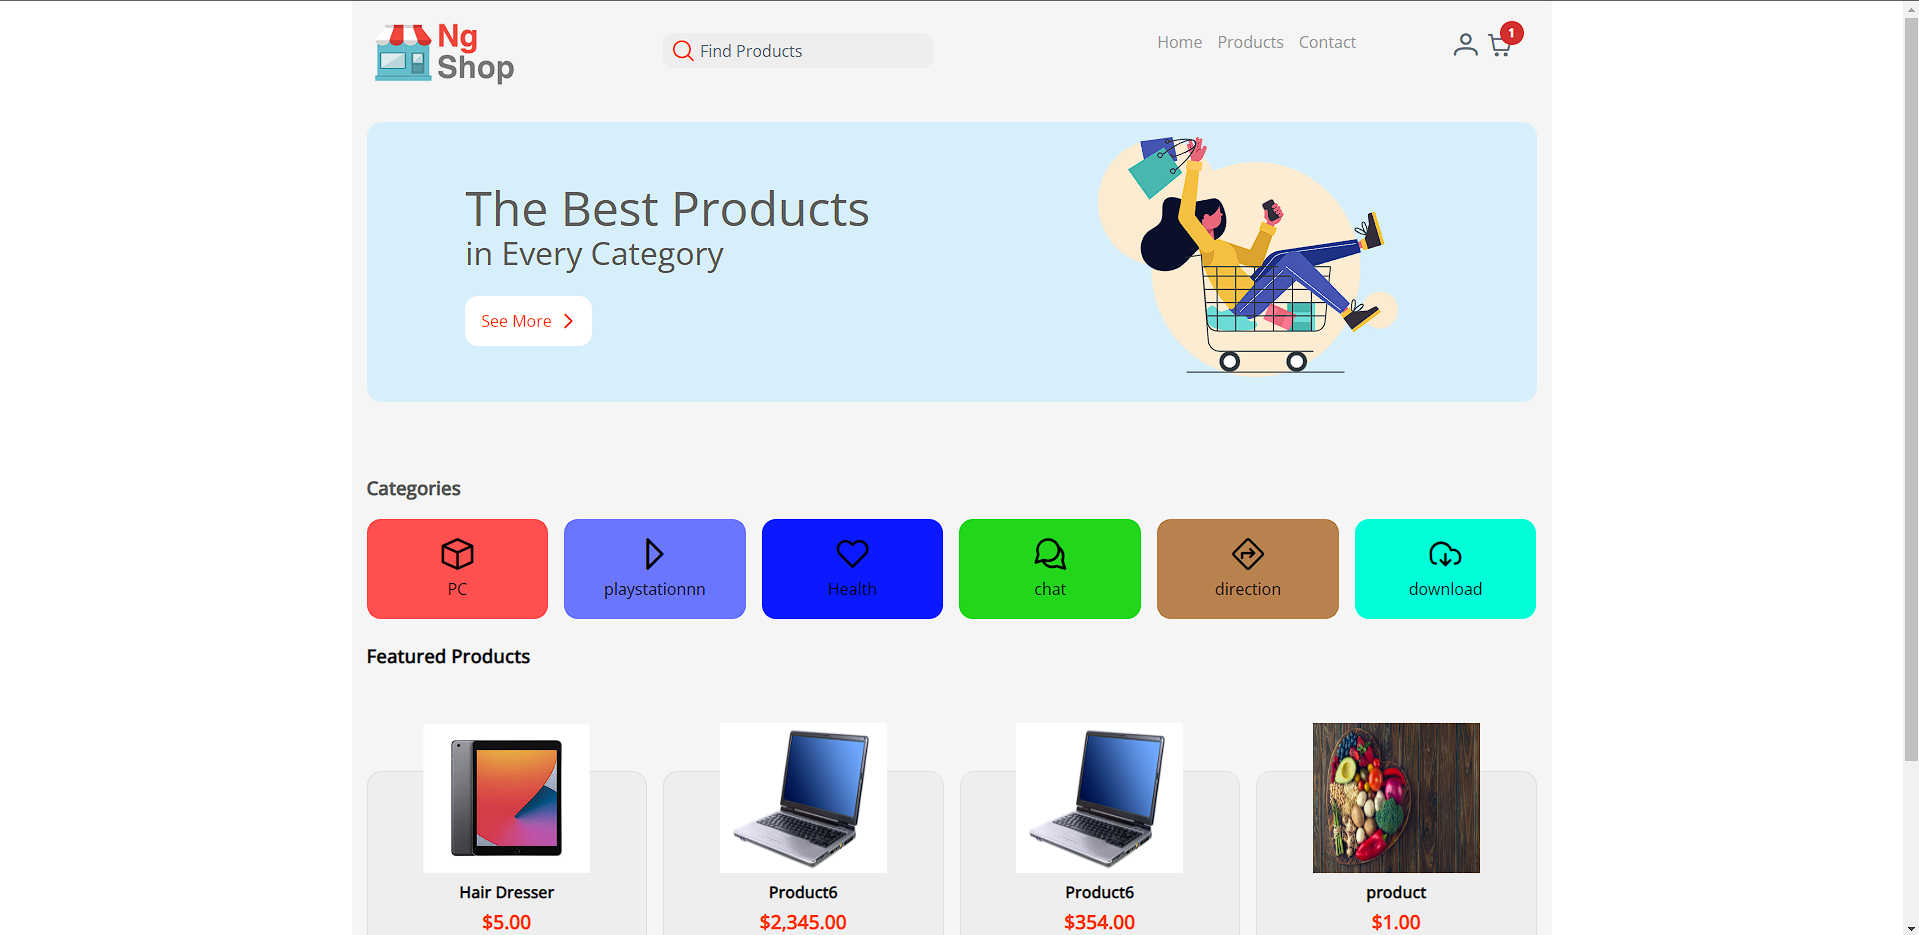 Ng
Shop
Find Products
Home Products Contact
1
The Best Products
in Every Category
See More
Categories
PC
playstationnn
Health
chat
direction
download
Featured Products
Hair Dresser
$5.00
Product6
$2,345.00
Product6
$354.00
product
$1.00